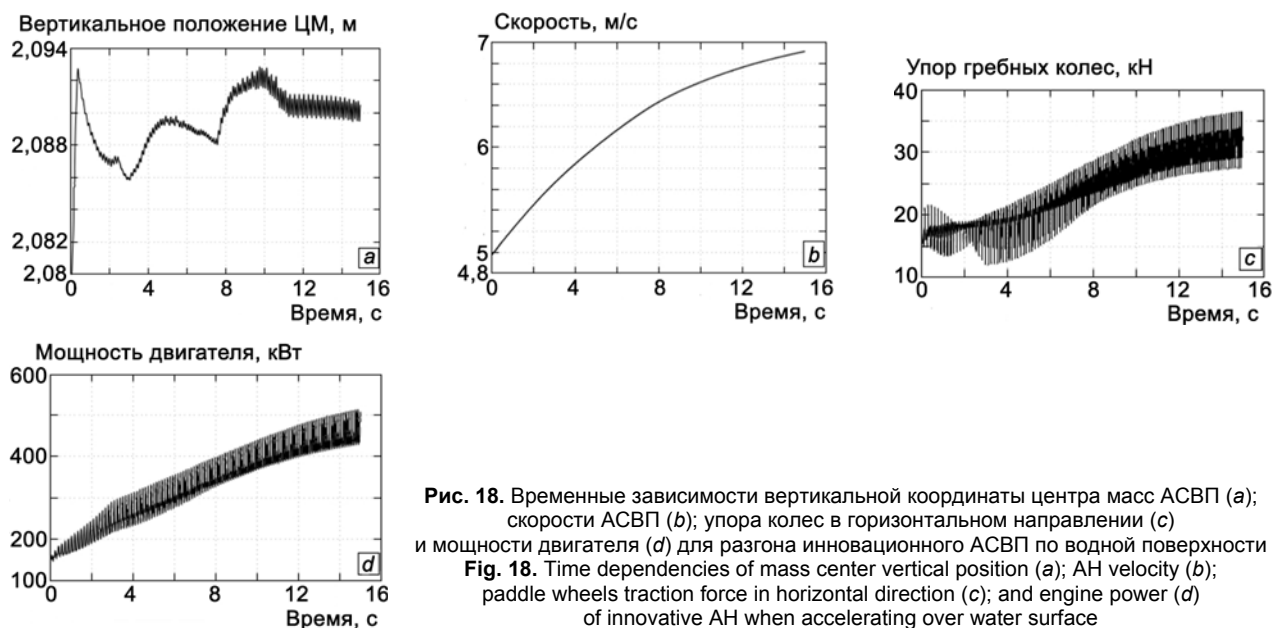 Вертикальное положение ЦМ, м
2,094
2,088
2,082
2,08
0 4 8 12 16
Время, с
a
Скорость, м/с
7
6
5
4,8
0 4 8 12 16
Время, с
b
Упор гребных колес, кН
40
30
20
10
0 4 8 12 16
Время, с
c
Мощность двигателя, кВт
600
400
200
100
0 4 8 12 16
Время, с
d
Рис. 18. Временные зависимости вертикальной координаты центра масс АСВП (a);
скорости АСВП (b); упора колес в горизонтальном направлении (c)
и мощности двигателя (d) для разгона инновационного АСВП по водной поверхности
Fig. 18. Time dependencies of mass center vertical position (a); AH velocity (b);
paddle wheels traction force in horizontal direction (c); and engine power (d)
of innovative AH when accelerating over water surface